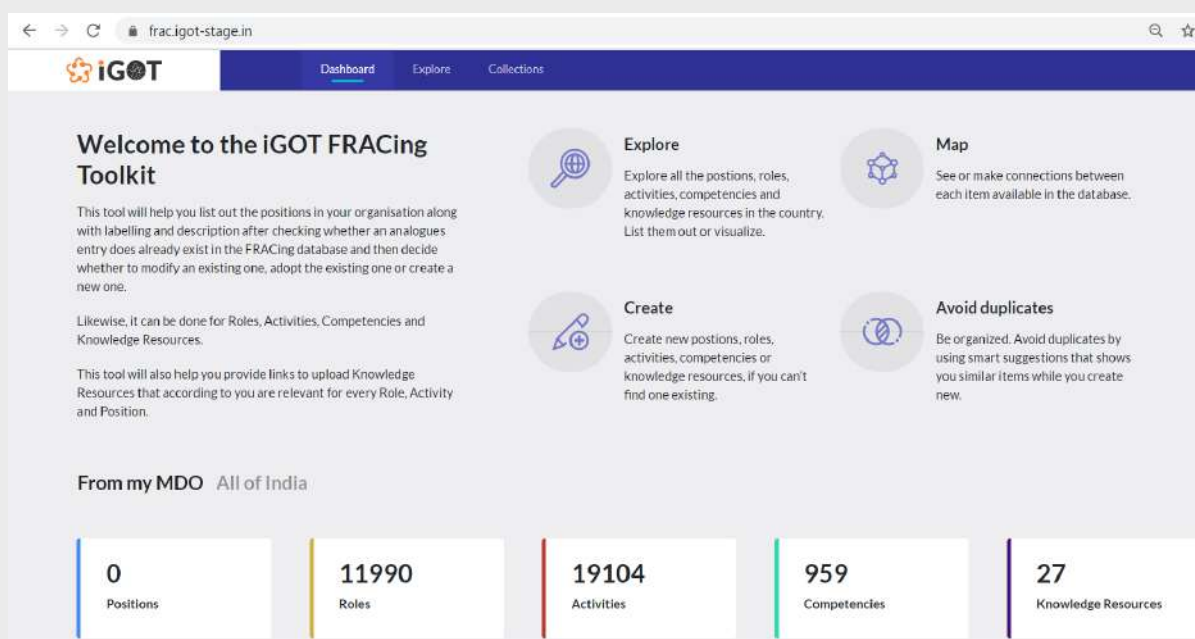 frac.igot-stage.in
iGOT
Dashboard
Explore
Collections
Welcome to the iGOT FRACing
Toolkit
This tool will help you list out the positions in your organisation along
with labelling and description after checking whether an analogues
entry does already exist in the FRACing database and then decide
whether to modify an existing one, adopt the existing one or create a
new one.
Likewise, it can be done for Roles, Activities, Competencies and
Knowledge Resources.
This tool will also help you provide links to upload Knowledge
Resources that according to you are relevant for every Role, Activity
and Position.
Explore
Explore all the postions, roles,
activities, competencies and
knowledge resources in the country.
List them out or visualize.
Map
See or make connections between
each item available in the database.
Create
Create new postions, roles,
activities, competencies or
knowledge resources, if you can't
find one existing.
Avoid duplicates
Be organized. Avoid duplicates by
using smart suggestions that shows
you similar items while you create
new.
From my MDO All of India
0
Positions
11990
Roles
19104
Activities
959
Competencies
27
Knowledge Resources